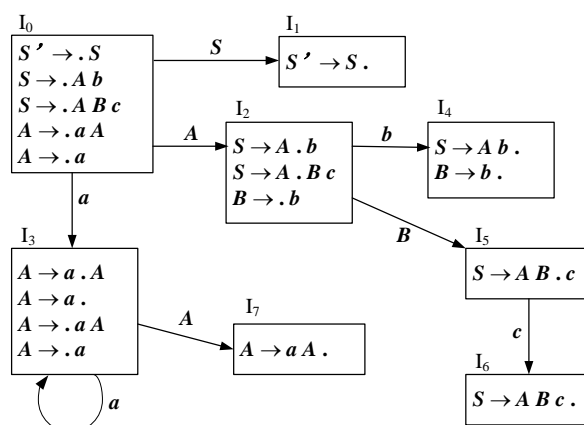 I₀
S' → . S
S → . A b
S → . A B c
A → . a A
A → . a
S
I₁
S' → S .
A
I₂
S → A . b
S → A . B c
B → . b
b
I₄
S → A b .
B → b .
a
B
I₃
A → a . A
A → a .
A → . a A
A → . a
I₅
S → A B . c
A
I₇
A → a A .
c
a
I₆
S → A B c .